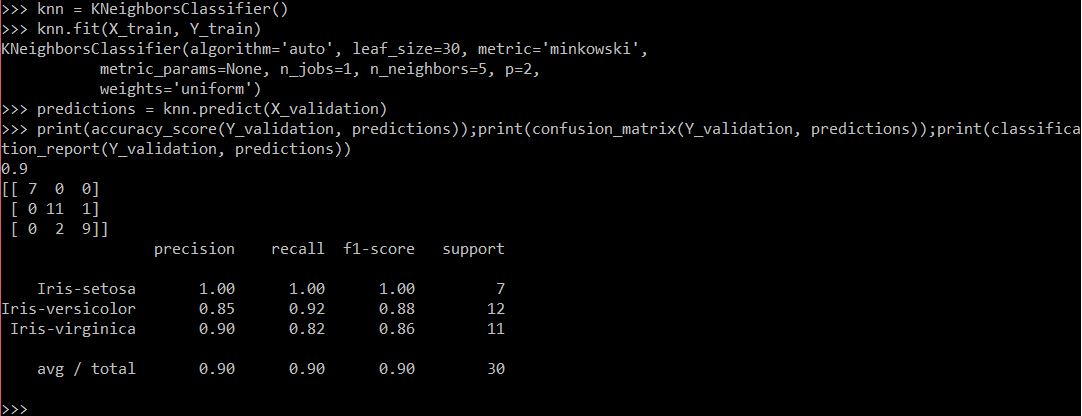 >>> knn = KNeighborsClassifier()
>>> knn.fit(X_train, Y_train)
KNeighborsClassifier(algorithm='auto', leaf_size=30, metric='minkowski',
           metric_params=None, n_jobs=1, n_neighbors=5, p=2,
           weights='uniform')
>>> predictions = knn.predict(X_validation)
>>> print(accuracy_score(Y_validation, predictions));print(confusion_matrix(Y_validation, predictions));print(classifica
tion_report(Y_validation, predictions))
0.9
[[ 7  0  0]
 [ 0 11  1]
 [ 0  2  9]]
                 precision    recall  f1-score   support

    Iris-setosa       1.00      1.00      1.00         7
Iris-versicolor       0.85      0.92      0.88        12
 Iris-virginica       0.90      0.82      0.86        11

    avg / total       0.90      0.90      0.90        30

>>>